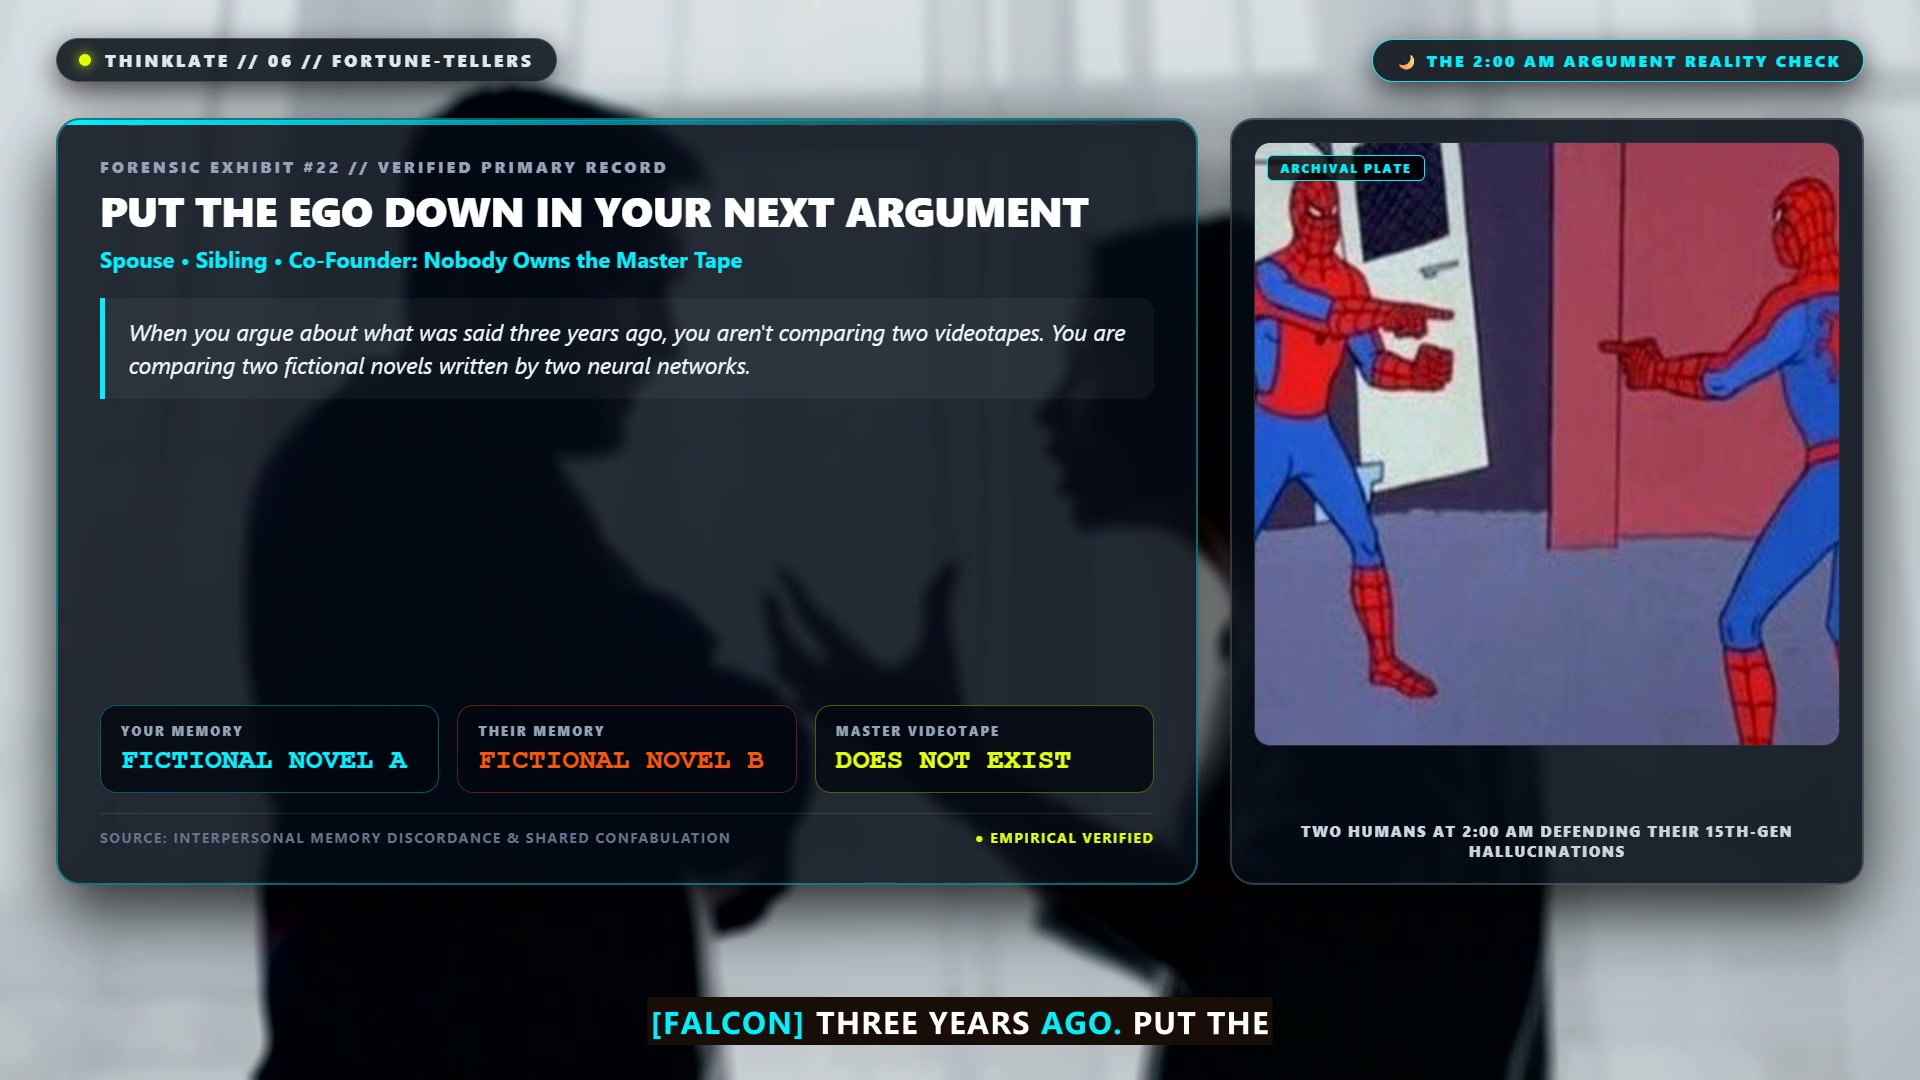 THINKLATE // 06 // FORTUNE-TELLERS
🌙 THE 2:00 AM ARGUMENT REALITY CHECK
FORENSIC EXHIBIT #22 // VERIFIED PRIMARY RECORD
PUT THE EGO DOWN IN YOUR NEXT ARGUMENT
Spouse • Sibling • Co-Founder: Nobody Owns the Master Tape
When you argue about what was said three years ago, you aren't comparing two videotapes. You are
comparing two fictional novels written by two neural networks.
YOUR MEMORY
FICTIONAL NOVEL A
THEIR MEMORY
FICTIONAL NOVEL B
MASTER VIDEOTAPE
DOES NOT EXIST
SOURCE: INTERPERSONAL MEMORY DISCORDANCE & SHARED CONFABULATION
● EMPIRICAL VERIFIED
ARCHIVAL PLATE
TWO HUMANS AT 2:00 AM DEFENDING THEIR 15TH-GEN
HALLUCINATIONS
[FALCON] THREE YEARS AGO. PUT THE